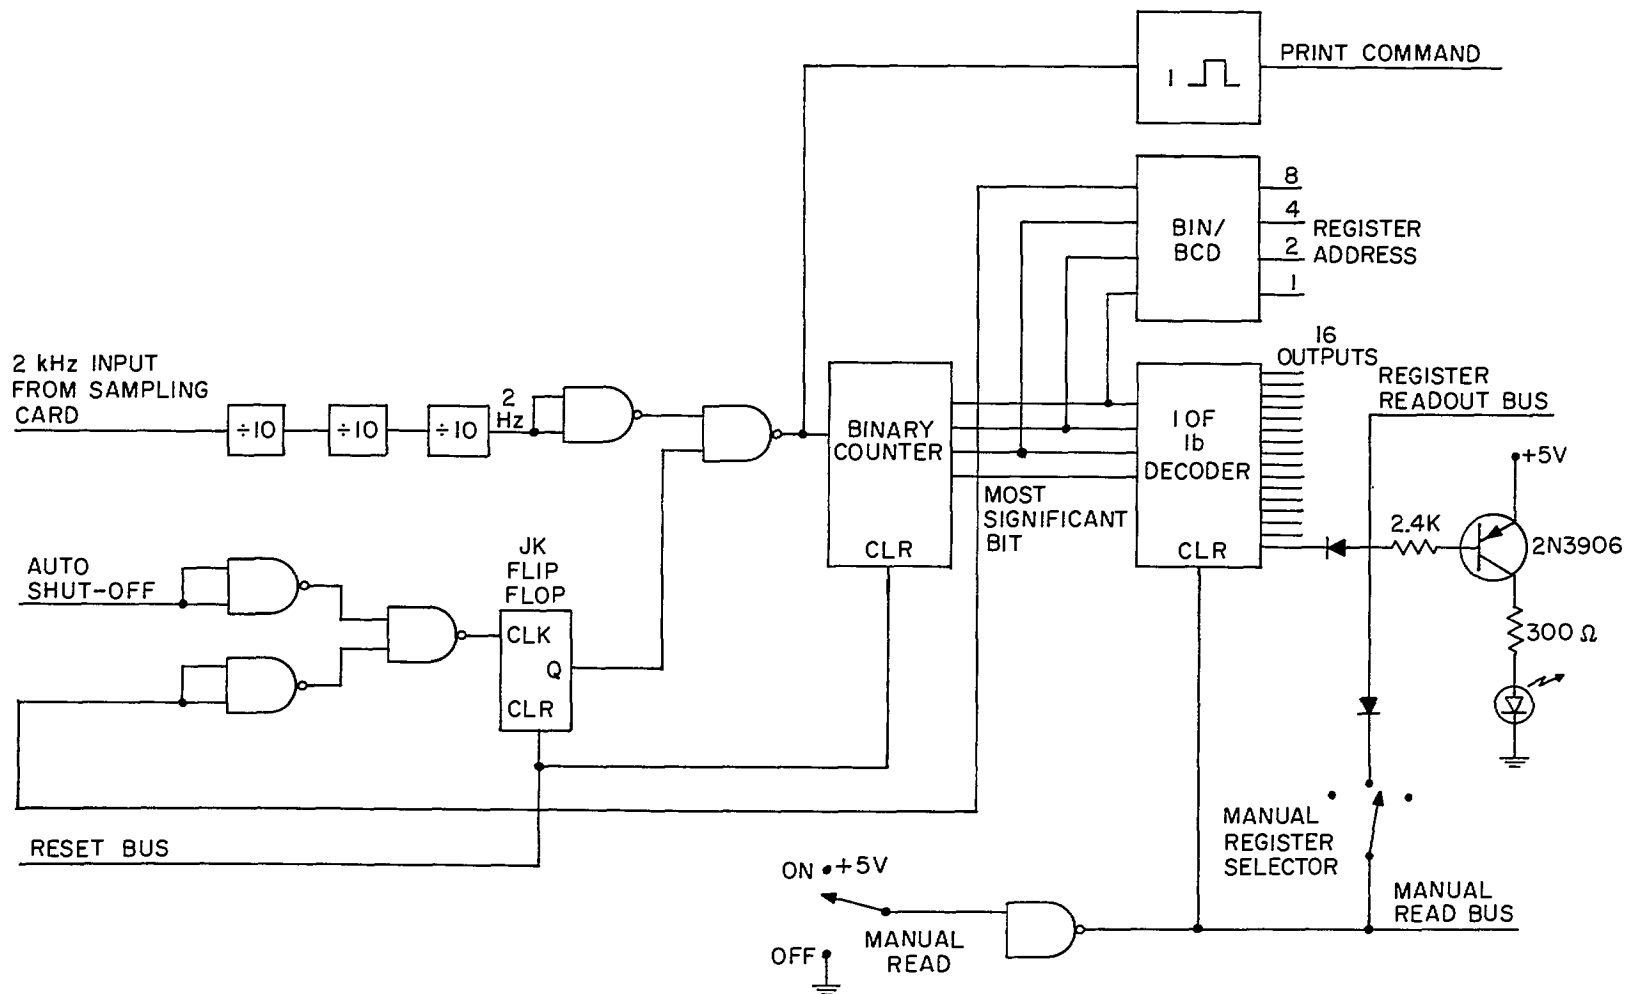 PRINT COMMAND
1
8
4
2
1
BIN/
BCD
REGISTER
ADDRESS
16
OUTPUTS
2 kHz INPUT
FROM SAMPLING
CARD
÷10
÷10
÷10
2
Hz
BINARY
COUNTER
CLR
1 OF
1b
DECODER
CLR
REGISTER
READOUT BUS
+5V
2.4K
2N3906
300 Ω
MOST
SIGNIFICANT
BIT
AUTO
SHUT-OFF
JK
FLIP
FLOP
CLK
Q
CLR
RESET BUS
MANUAL
REGISTER
SELECTOR
ON +5V
OFF
MANUAL
READ
MANUAL
READ BUS